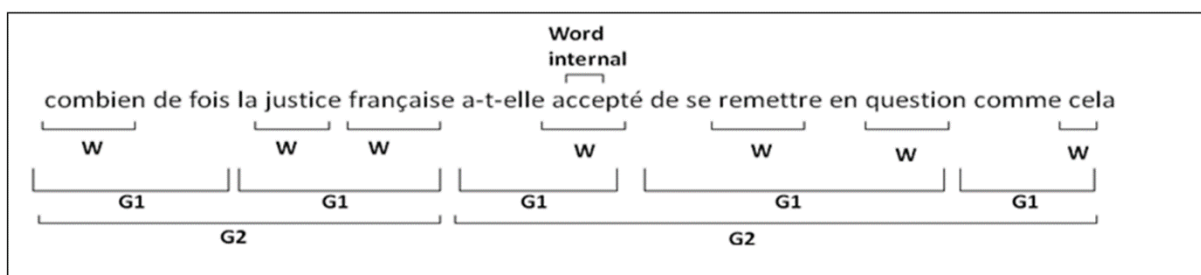 Word
internal
combien de fois la justice française a-t-elle accepté de se remettre en question comme cela
W W W W W W W
G1 G1 G1 G1 G1
G2 G2